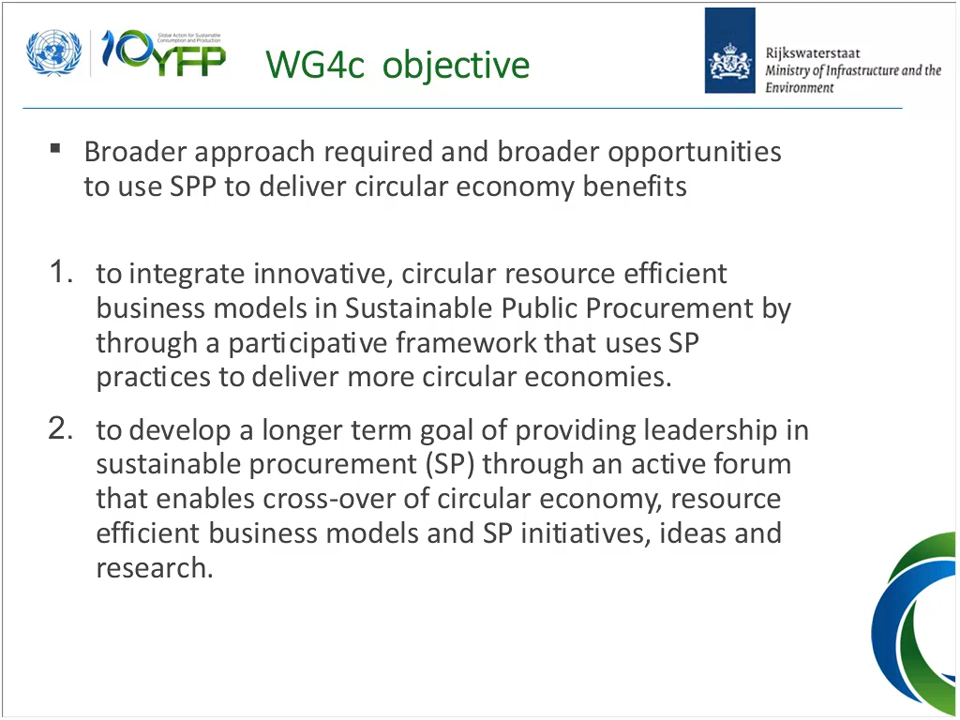 10YFP
Global Action for Sustainable
Consumption and Production
WG4c objective
Rijkswaterstaat
Ministry of Infrastructure and the
Environment
▪ Broader approach required and broader opportunities
to use SPP to deliver circular economy benefits
1. to integrate innovative, circular resource efficient
business models in Sustainable Public Procurement by
through a participative framework that uses SP
practices to deliver more circular economies.
2. to develop a longer term goal of providing leadership in
sustainable procurement (SP) through an active forum
that enables cross-over of circular economy, resource
efficient business models and SP initiatives, ideas and
research.